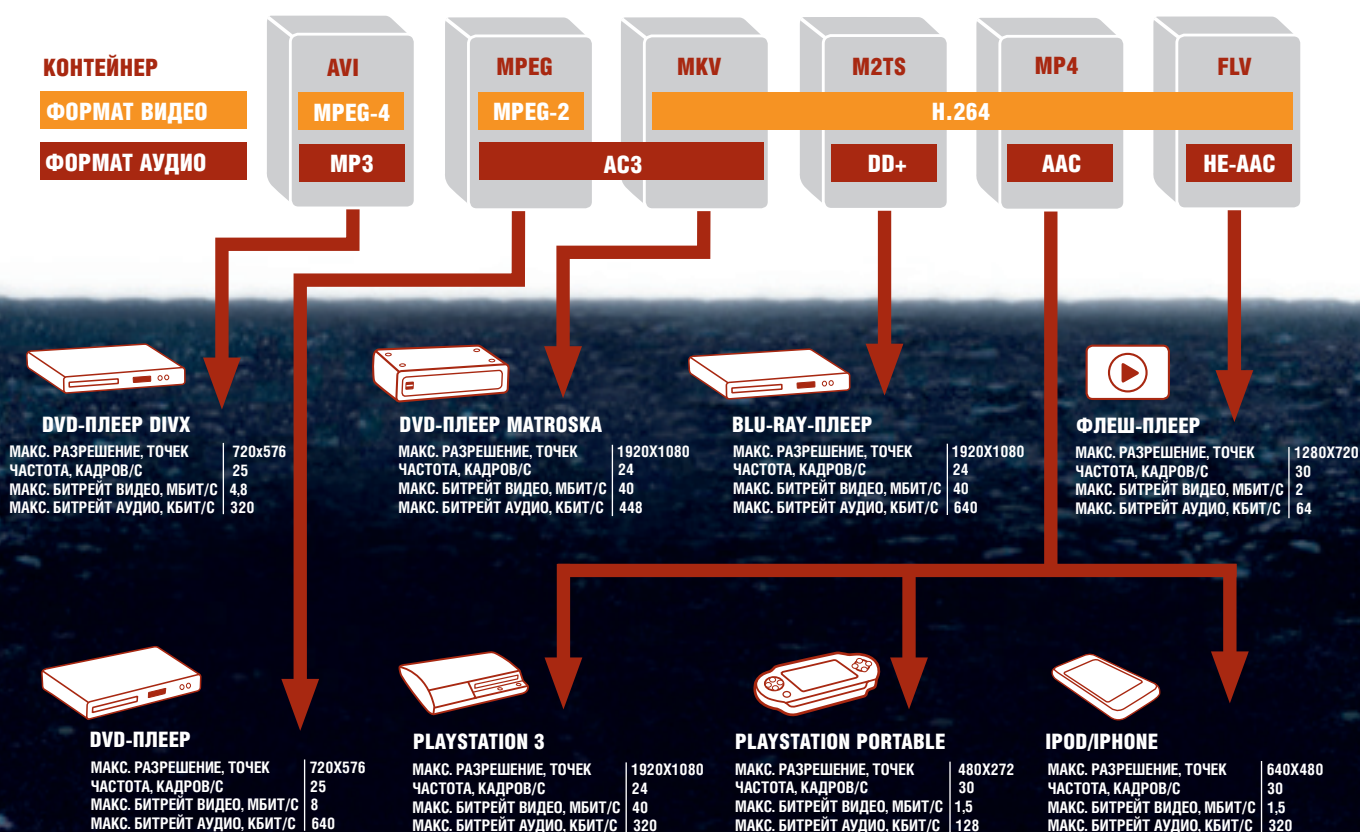 КОНТЕЙНЕР AVI MPEG MKV M2TS MP4 FLV
ФОРМАТ ВИДЕО MPEG-4 MPEG-2 H.264
ФОРМАТ АУДИО MP3 AC3 DD+ AAC HE-AAC
DVD-ПЛЕЕР DIVX
МАКС. РАЗРЕШЕНИЕ, ТОЧЕК 720x576
ЧАСТОТА, КАДРОВ/С 25
МАКС. БИТРЕЙТ ВИДЕО, МБИТ/С 4,8
МАКС. БИТРЕЙТ АУДИО, КБИТ/С 320
DVD-ПЛЕЕР MATROSKA
МАКС. РАЗРЕШЕНИЕ, ТОЧЕК 1920X1080
ЧАСТОТА, КАДРОВ/С 24
МАКС. БИТРЕЙТ ВИДЕО, МБИТ/С 40
МАКС. БИТРЕЙТ АУДИО, КБИТ/С 448
BLU-RAY-ПЛЕЕР
МАКС. РАЗРЕШЕНИЕ, ТОЧЕК 1920X1080
ЧАСТОТА, КАДРОВ/С 24
МАКС. БИТРЕЙТ ВИДЕО, МБИТ/С 40
МАКС. БИТРЕЙТ АУДИО, КБИТ/С 640
ФЛЕШ-ПЛЕЕР
МАКС. РАЗРЕШЕНИЕ, ТОЧЕК 1280X720
ЧАСТОТА, КАДРОВ/С 30
МАКС. БИТРЕЙТ ВИДЕО, МБИТ/С 2
МАКС. БИТРЕЙТ АУДИО, КБИТ/С 64
DVD-ПЛЕЕР
МАКС. РАЗРЕШЕНИЕ, ТОЧЕК 720X576
ЧАСТОТА, КАДРОВ/С 25
МАКС. БИТРЕЙТ ВИДЕО, МБИТ/С 8
МАКС. БИТРЕЙТ АУДИО, КБИТ/С 640
PLAYSTATION 3
МАКС. РАЗРЕШЕНИЕ, ТОЧЕК 1920X1080
ЧАСТОТА, КАДРОВ/С 24
МАКС. БИТРЕЙТ ВИДЕО, МБИТ/С 40
МАКС. БИТРЕЙТ АУДИО, КБИТ/С 320
PLAYSTATION PORTABLE
МАКС. РАЗРЕШЕНИЕ, ТОЧЕК 480X272
ЧАСТОТА, КАДРОВ/С 30
МАКС. БИТРЕЙТ ВИДЕО, МБИТ/С 1,5
МАКС. БИТРЕЙТ АУДИО, КБИТ/С 128
IPOD/IPHONE
МАКС. РАЗРЕШЕНИЕ, ТОЧЕК 640X480
ЧАСТОТА, КАДРОВ/С 30
МАКС. БИТРЕЙТ ВИДЕО, МБИТ/С 1,5
МАКС. БИТРЕЙТ АУДИО, КБИТ/С 320